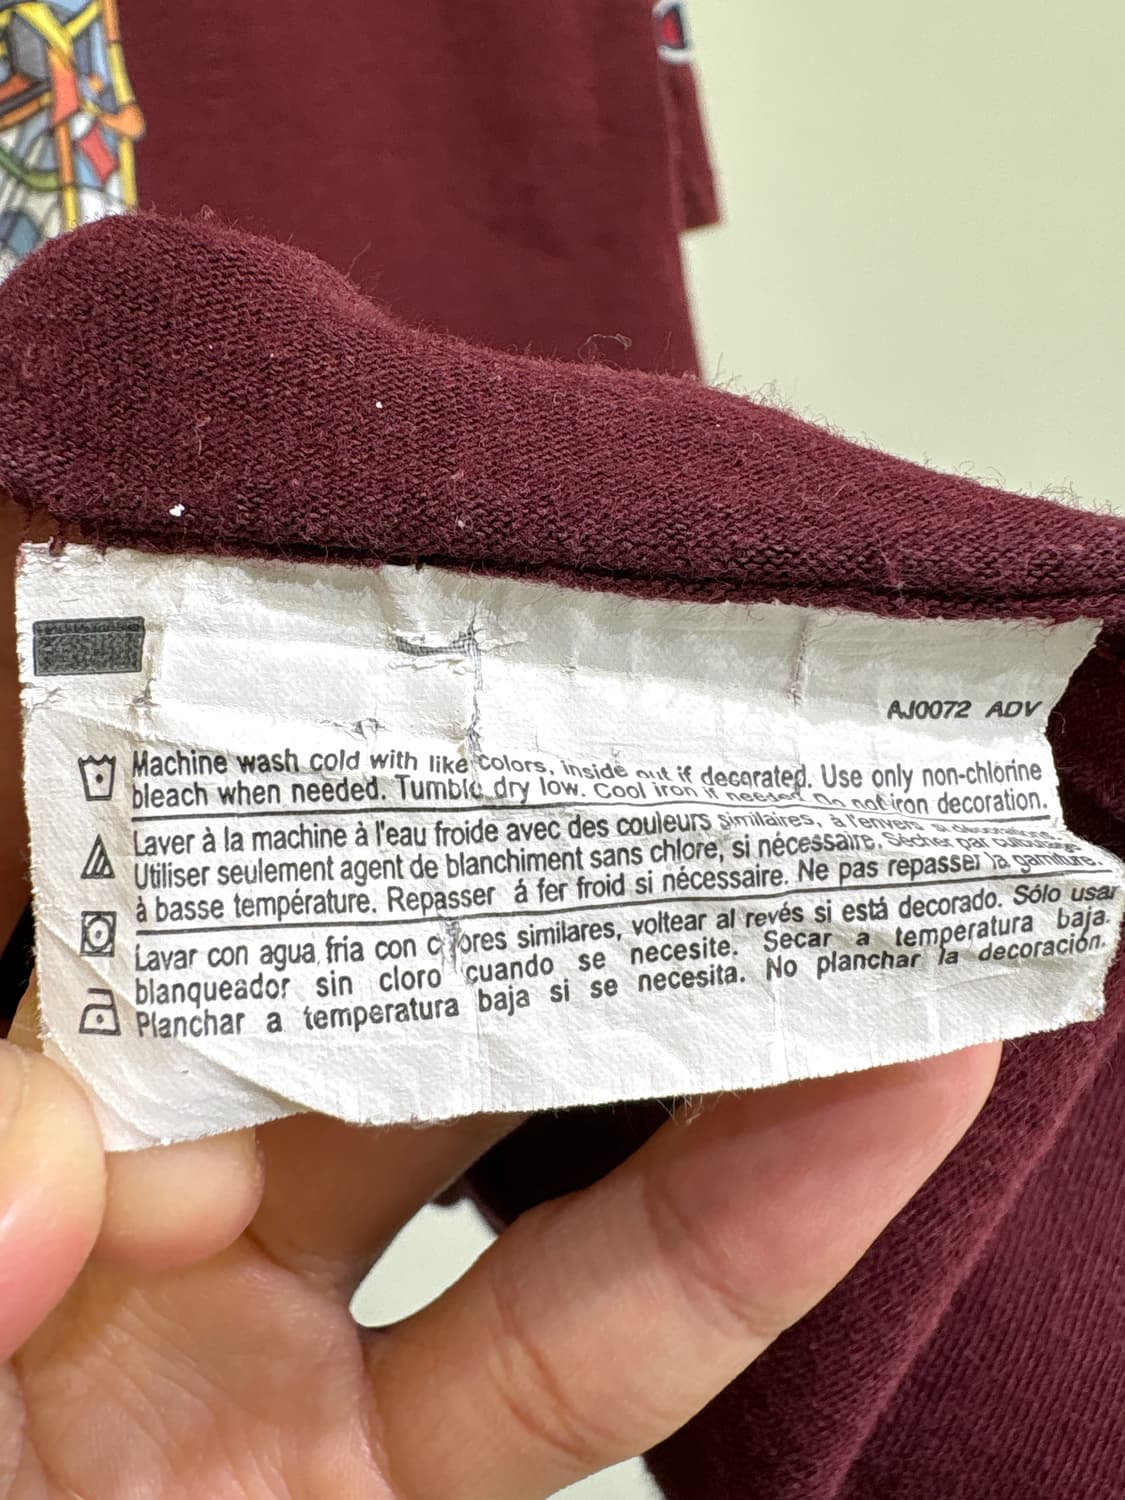 AJ0072 ADV
Machine wash cold with like colors, inside out if decorated. Use only non-chlorine
bleach when needed. Tumble dry low. Cool iron if needed. Do not iron decoration.
Laver à la machine à l'eau froide avec des couleurs similaires, à l'envers si décorations.
Utiliser seulement agent de blanchiment sans chlore, si nécessaire. Sécher par culbutage
à basse température. Repasser á fer froid si nécessaire. Ne pas repasser la garniture.
Lavar con agua fria con colores similares, voltear al revés si está decorado. Sólo usar
blanqueador sin cloro cuando se necesite. Secar a temperatura baja.
Planchar a temperatura baja si se necesita. No planchar la decoración.